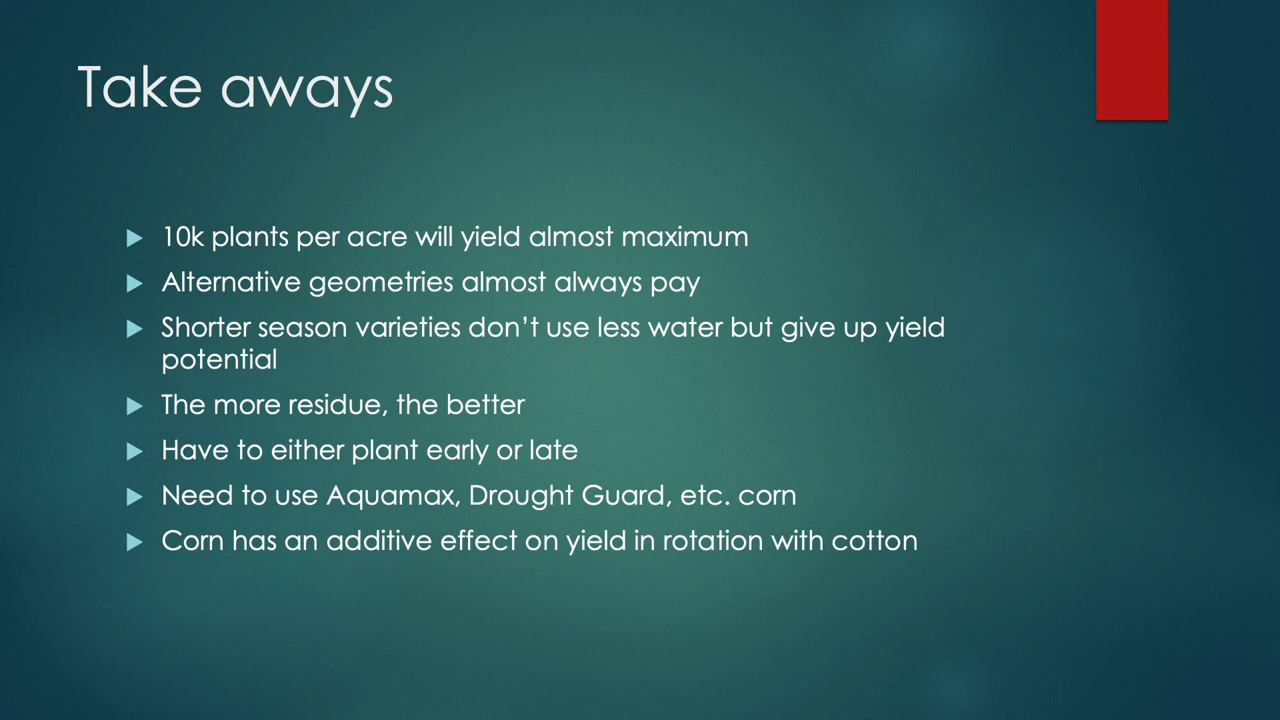 Take aways
10k plants per acre will yield almost maximum
Alternative geometries almost always pay
Shorter season varieties don’t use less water but give up yield
potential
The more residue, the better
Have to either plant early or late
Need to use Aquamax, Drought Guard, etc. corn
Corn has an additive effect on yield in rotation with cotton